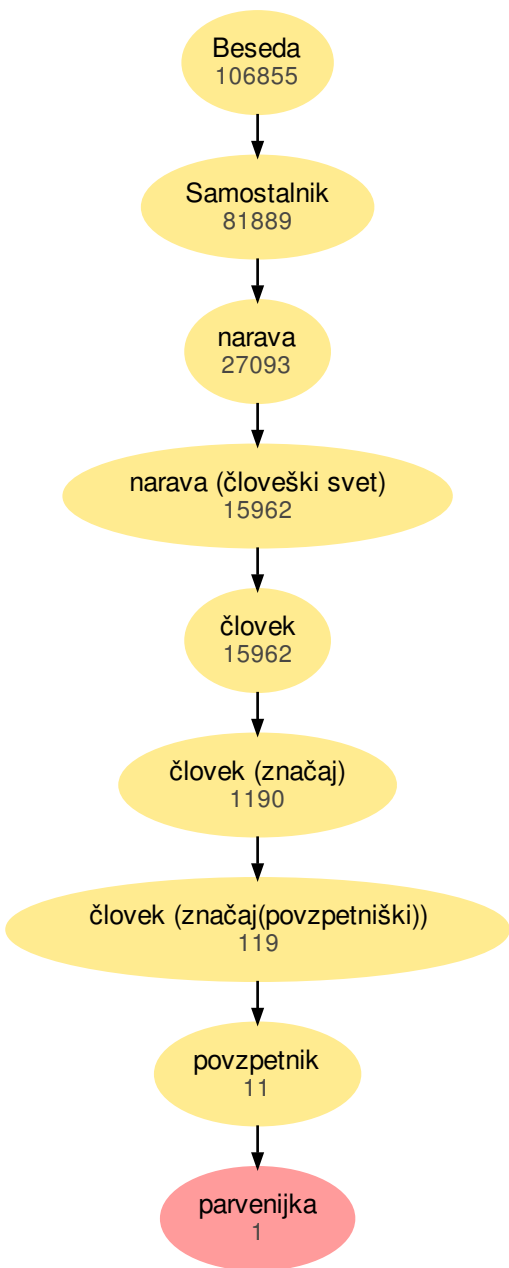 Beseda
106855
Samostalnik
81889
narava
27093
narava (človeški svet)
15962
človek
15962
človek (značaj)
1190
človek (značaj(povzpetniški))
119
povzpetnik
11
parvenijka
1